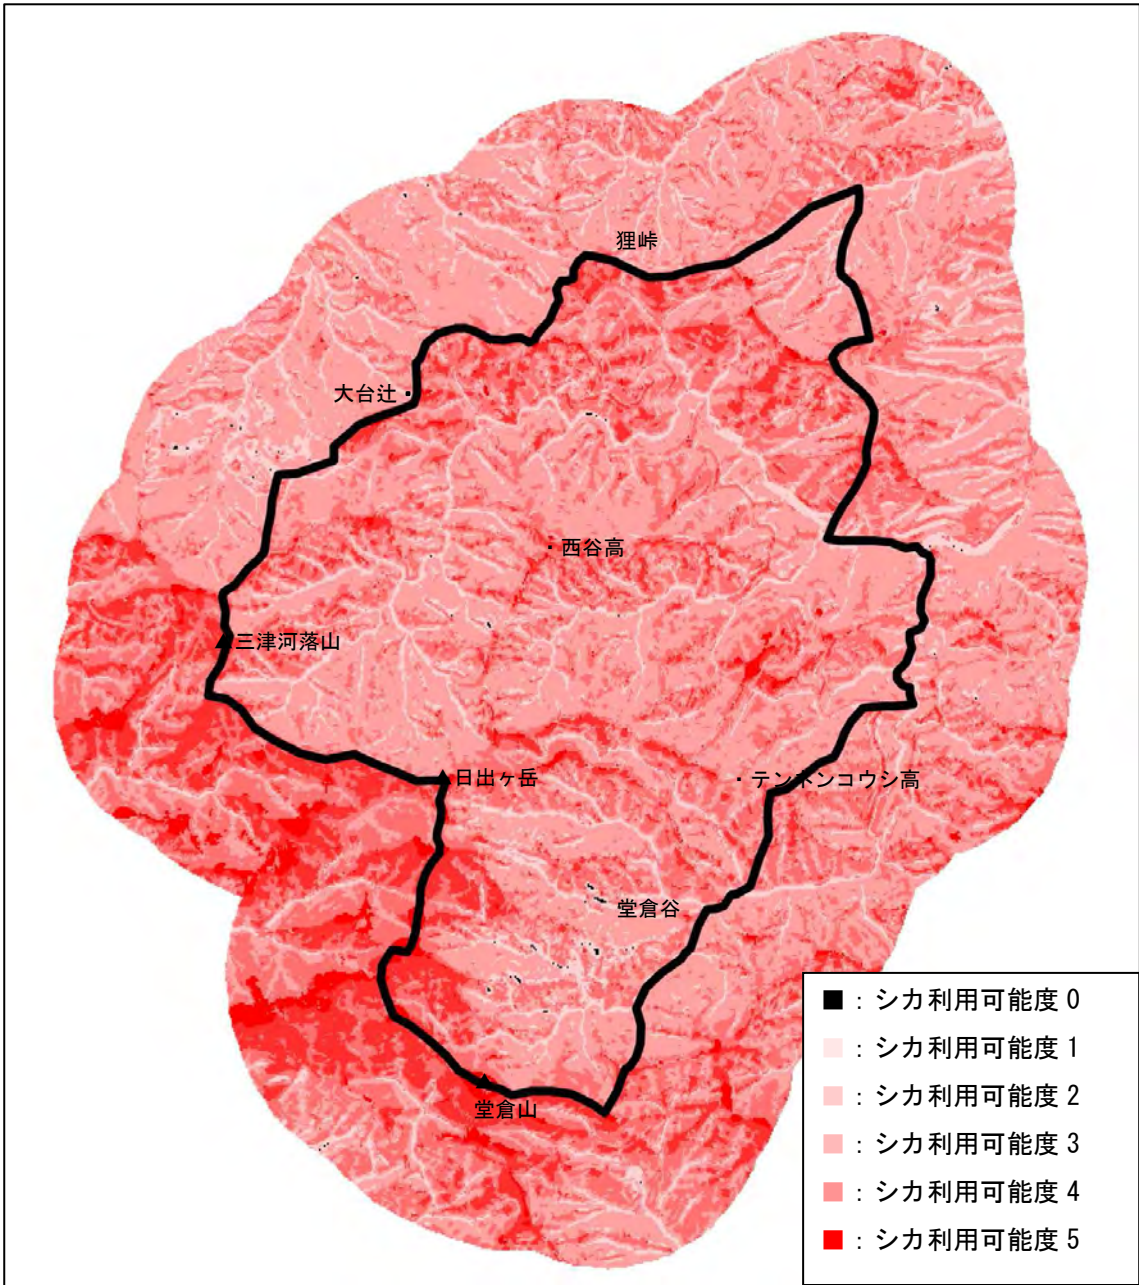 狸峠
大台辻
西谷高
三津河落山
日出ヶ岳
テンネンコウシ高
堂倉谷
堂倉山
■：シカ利用可能度 0
■：シカ利用可能度 1
■：シカ利用可能度 2
■：シカ利用可能度 3
■：シカ利用可能度 4
■：シカ利用可能度 5